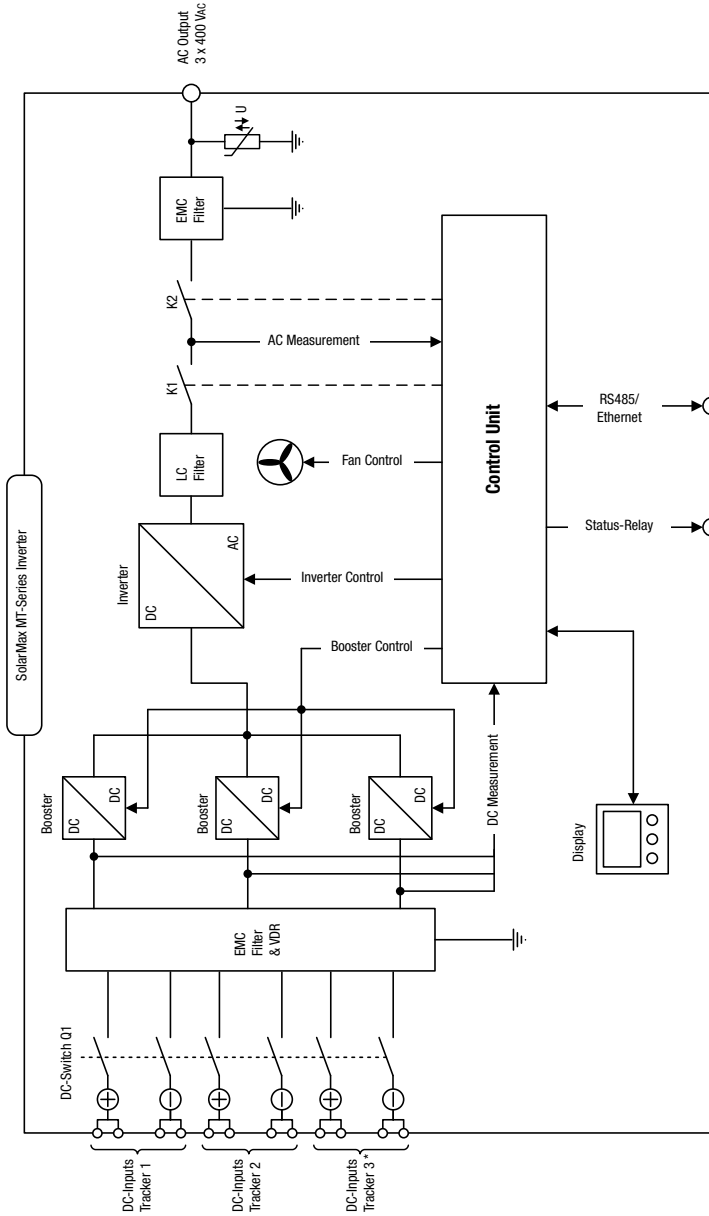 SolarMax MT-Series Inverter
DC-Inputs
Tracker 1
DC-Inputs
Tracker 2
DC-Inputs
Tracker 3 *
DC-Switch Q1
+
−
+
−
+
−
EMC
Filter
& VDR
Booster
DC
DC
Booster
DC
DC
Booster
DC
DC
Inverter
DC
AC
LC
Filter
K1
K2
EMC
Filter
U
AC Output
3 x 400 VAC
DC Measurement
Booster Control
Inverter Control
Fan Control
AC Measurement
Display
Control Unit
Status-Relay
RS485/
Ethernet